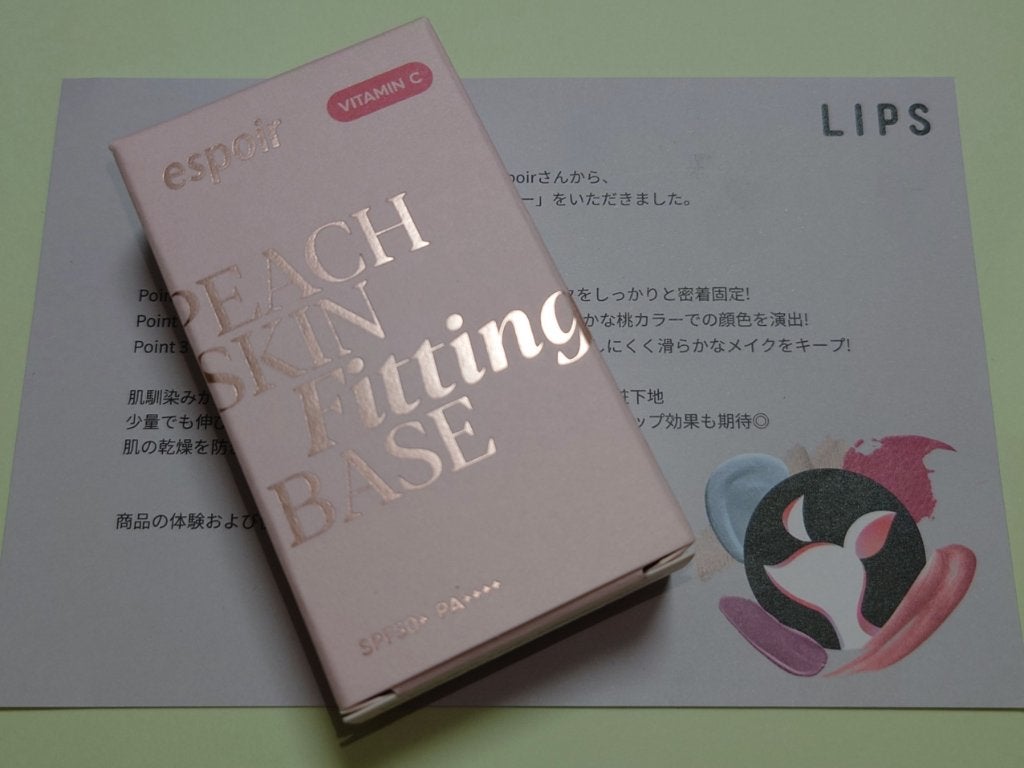 VITAMIN C
espoir
PEACH
SKIN
Fitting
BASE
SPF30+ PA++++
LIPS
poirさんから、
ー」をいただきました。
Poin
をしっかりと密着固定!
Point
かな桃カラーでの顔色を演出!
Point 3
にくく滑らかなメイクをキープ!
肌馴染みが
下地
少量でも伸び
ップ効果も期待◎
肌の乾燥を防
商品の体験および